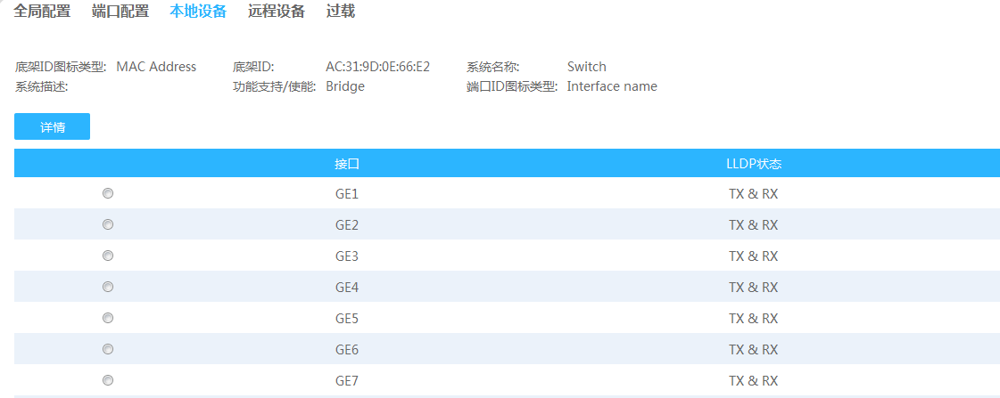 全局配置 端口配置 本地设备 远程设备 过载
底架ID图标类型: MAC Address 底架ID: AC:31:9D:0E:66:E2 系统名称: Switch
系统描述: 功能支持/使能: Bridge 端口ID图标类型: Interface name
详情
接口 LLDP状态
GE1 TX & RX
GE2 TX & RX
GE3 TX & RX
GE4 TX & RX
GE5 TX & RX
GE6 TX & RX
GE7 TX & RX